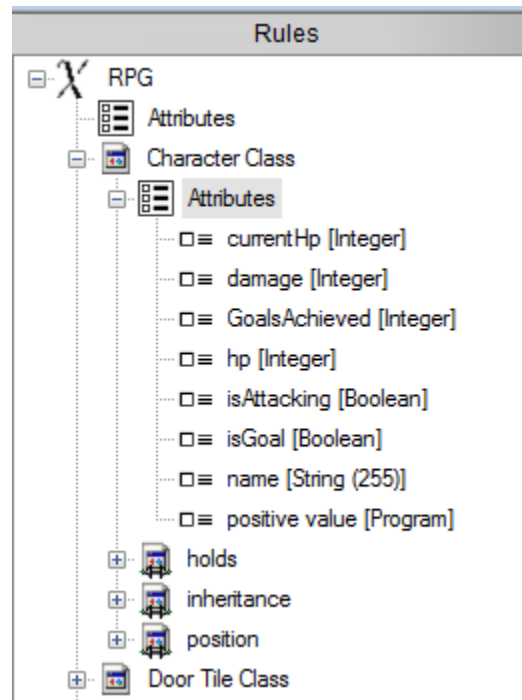 Rules
RPG
Attributes
Character Class
Attributes
currentHp [Integer]
damage [Integer]
GoalsAchieved [Integer]
hp [Integer]
isAttacking [Boolean]
isGoal [Boolean]
name [String (255)]
positive value [Program]
holds
inheritance
position
Door Tile Class